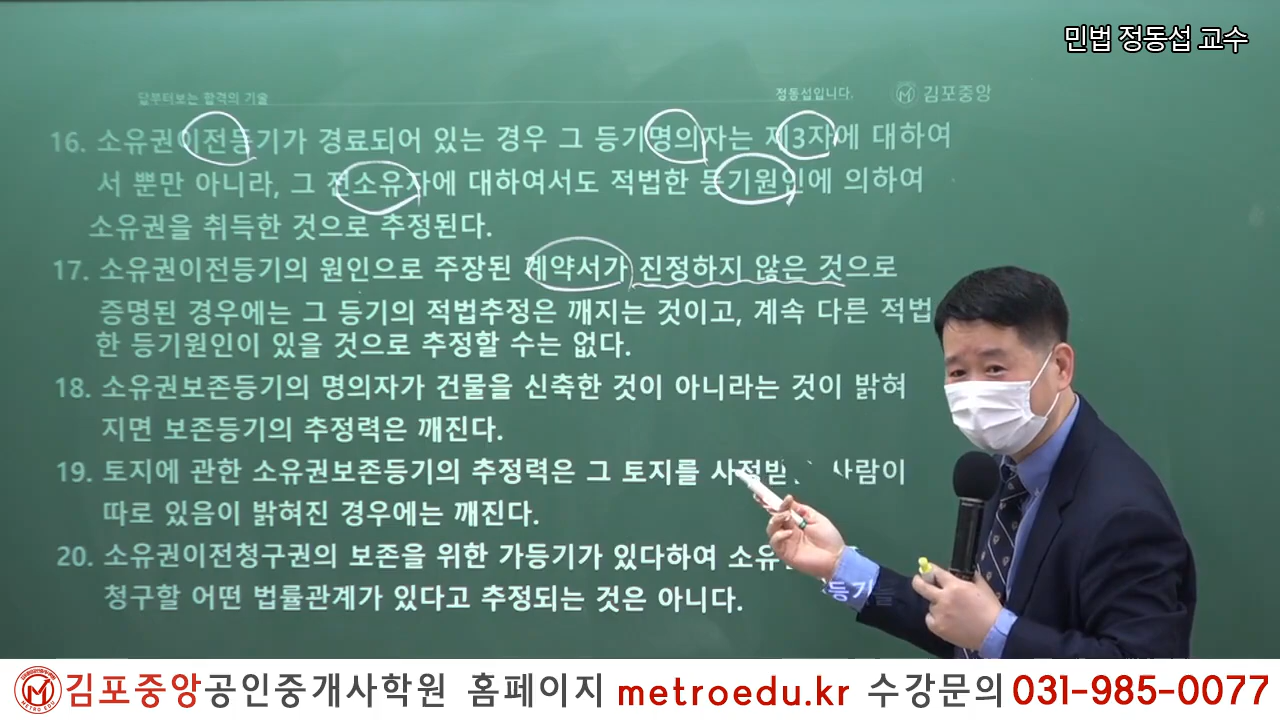 민법 정동섭 교수
답부터보는 합격의 기술
정동섭입니다.
김포중앙
16. 소유권이전등기가 경료되어 있는 경우 그 등기명의자는 제3자에 대하여
서 뿐만 아니라, 그 전소유자에 대하여서도 적법한 등기원인에 의하여
소유권을 취득한 것으로 추정된다.
17. 소유권이전등기의 원인으로 주장된 계약서가 진정하지 않은 것으로
증명된 경우에는 그 등기의 적법추정은 깨지는 것이고, 계속 다른 적법
한 등기원인이 있을 것으로 추정할 수는 없다.
18. 소유권보존등기의 명의자가 건물을 신축한 것이 아니라는 것이 밝혀
지면 보존등기의 추정력은 깨진다.
19. 토지에 관한 소유권보존등기의 추정력은 그 토지를 사정받 사람이
따로 있음이 밝혀진 경우에는 깨진다.
20. 소유권이전청구권의 보존을 위한 가등기가 있다하여 소유 등기를
청구할 어떤 법률관계가 있다고 추정되는 것은 아니다.
METRO EDU
김포중앙공인중개사학원 홈페이지 metroedu.kr 수강문의 031-985-0077